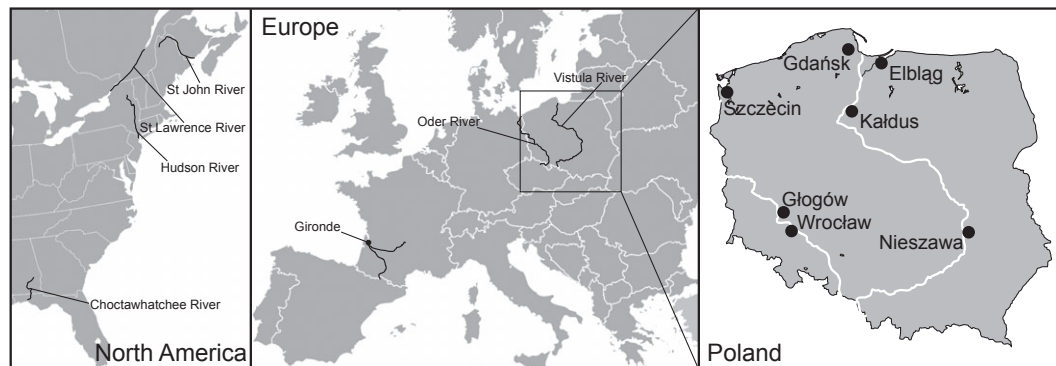 St John River
St Lawrence River
Hudson River
Choctawhatchee River
North America
Europe
Vistula River
Oder River
Gironde
Gdańsk
Elbląg
Szczecin
Kałdus
Głogów
Wrocław
Nieszawa
Poland